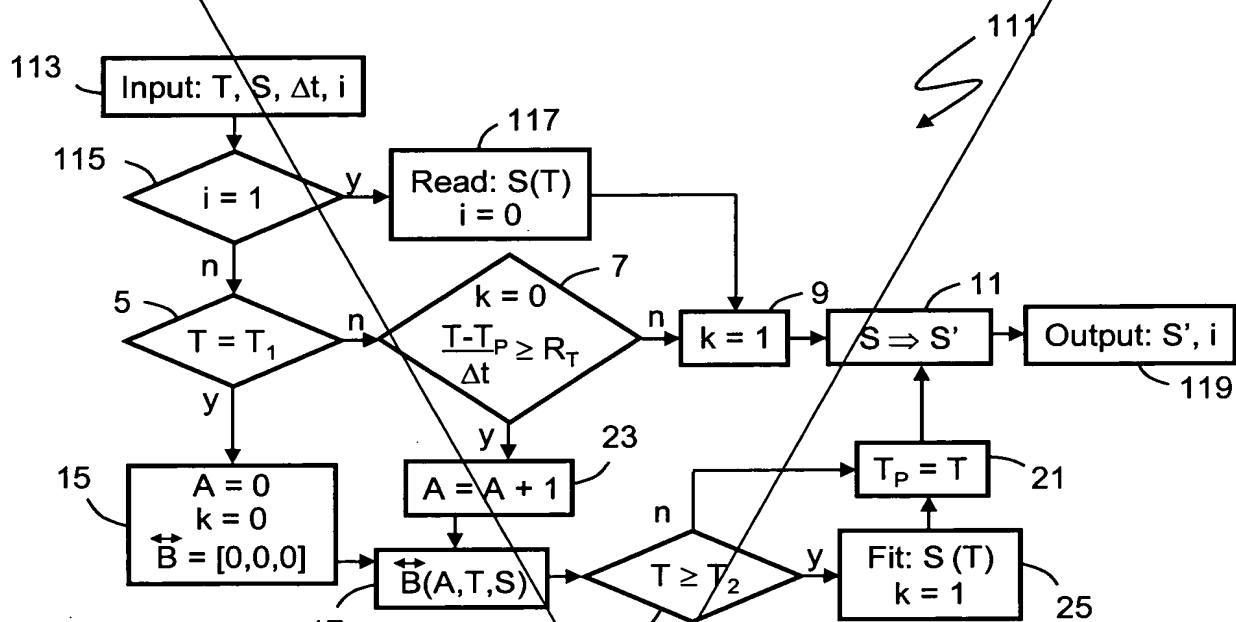 111
113
Input: T, S, Δt, i
117
115
i = 1
y
Read: S(T)
i = 0
n
5
T = T₁
n
7
k = 0
T-Tₚ
Δt
≥ R_T
n
9
k = 1
11
S ⇒ S'
Output: S', i
119
y
y
23
15
A = 0
k = 0
B = [0,0,0]
A = A + 1
Tₚ = T
21
n
B(A,T,S)
T ≥ T₂
y
Fit: S (T)
k = 1
25